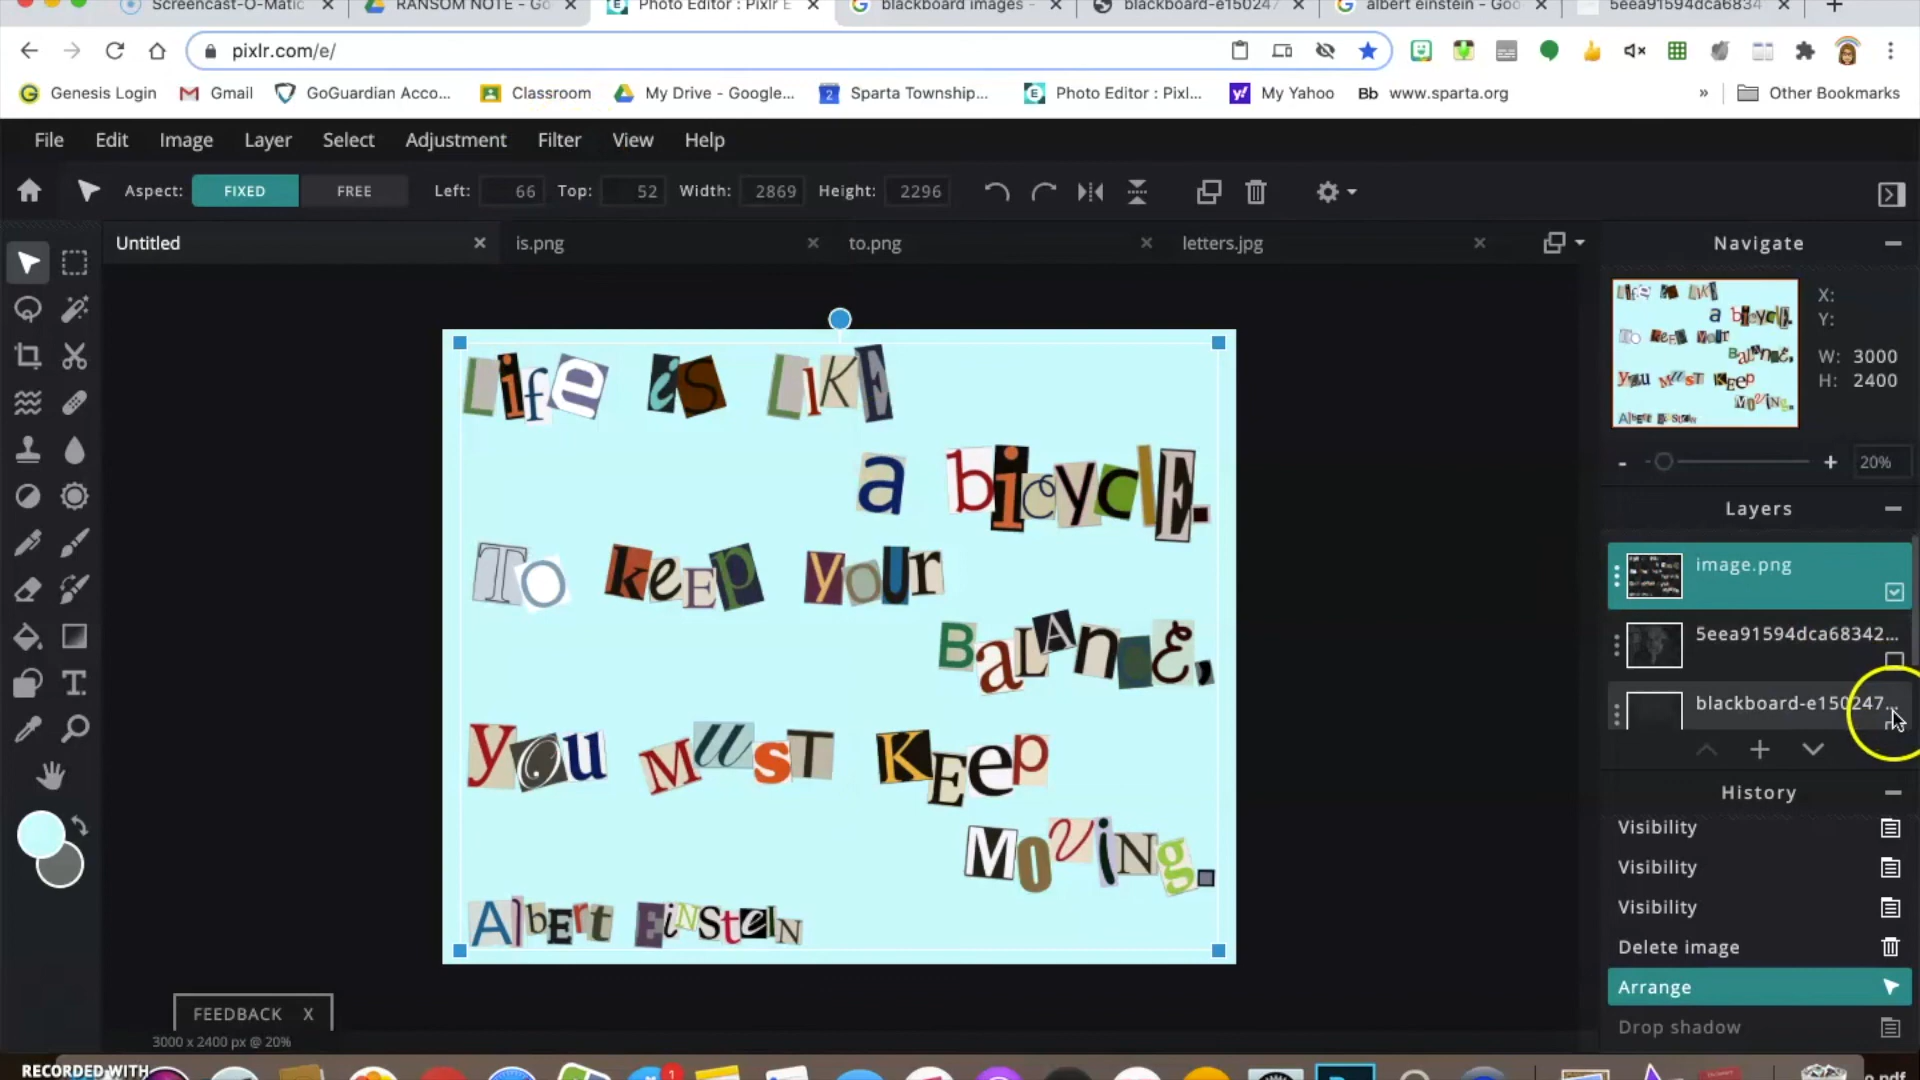 Screencast-O-Matic
RANSOM NOTE - Go
Photo Editor : Pixlr E
blackboard images -
blackboard-e150247
albert einstein - Goo
5eea91594dca6834
pixlr.com/e/
Genesis Login
Gmail
GoGuardian Acco...
Classroom
My Drive - Google...
Sparta Township...
Photo Editor : Pixl...
My Yahoo
Bb www.sparta.org
»
Other Bookmarks
File Edit Image Layer Select Adjustment Filter View Help
Aspect: FIXED FREE Left: 66 Top: 52 Width: 2869 Height: 2296
Untitled
is.png
to.png
letters.jpg
Navigate
X:
Y:
W: 3000
H: 2400
- + 20%
Layers
image.png
5eea91594dca68342...
blackboard-e150247...
History
Visibility
Visibility
Visibility
Delete image
Arrange
Drop shadow
Life is LIKE
a bicyclE.
To keEp your
BaLAncE,
you MUST KEep
MoviNg.
AlbErt EiNSteIN
FEEDBACK X
3000 x 2400 px @ 20%
RECORDED WITH
1